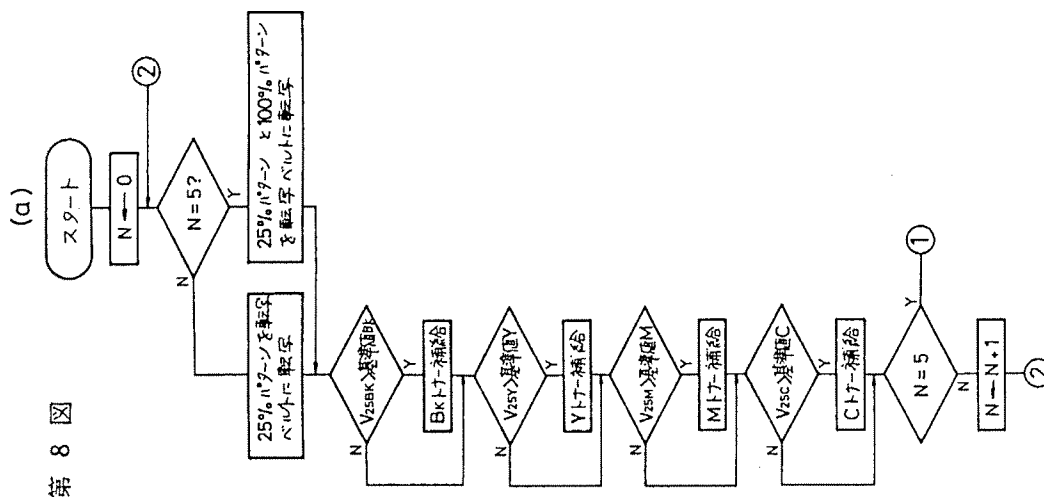 第 8 図
(a)
スタート
N ← 0
②
N = 5?
N
Y
25%パターンを転写
ベルトに転写
25%パターン と100%パターン
を転写ベルトに転写
V25BK〉基準値BK
N
Y
BKトナー補給
V25Y〉基準値Y
N
Y
Yトナー補給
V25M〉基準値M
N
Y
Mトナー補給
V25C〉基準値C
N
Y
Cトナー補給
N = 5
Y
①
N
N ← N+1
②